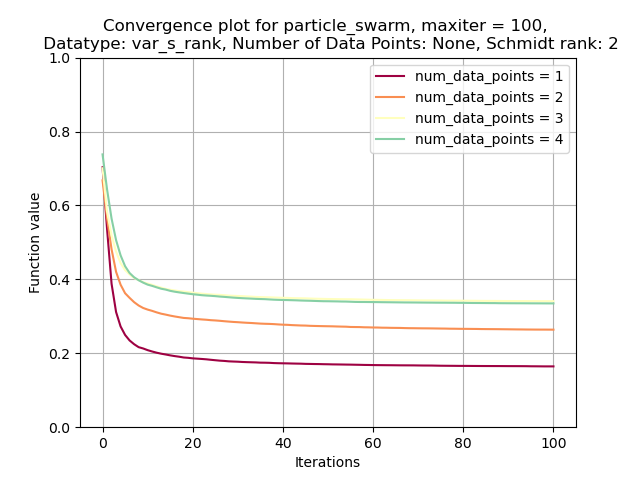 Convergence plot for particle_swarm, maxiter = 100,
Datatype: var_s_rank, Number of Data Points: None, Schmidt rank: 2
1.0
0.8
0.6
0.4
0.2
0.0
Function value
num_data_points = 1
num_data_points = 2
num_data_points = 3
num_data_points = 4
0 20 40 60 80 100
Iterations